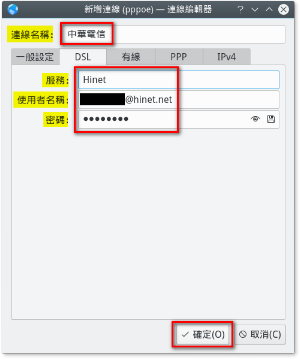 新增連線 (pppoe) — 連線編輯器
連線名稱: 中華電信
一般設定 DSL 有線 PPP IPv4
服務: Hinet
使用者名稱: @hinet.net
密碼: ●●●●●●●●
確定(O) 取消(C)